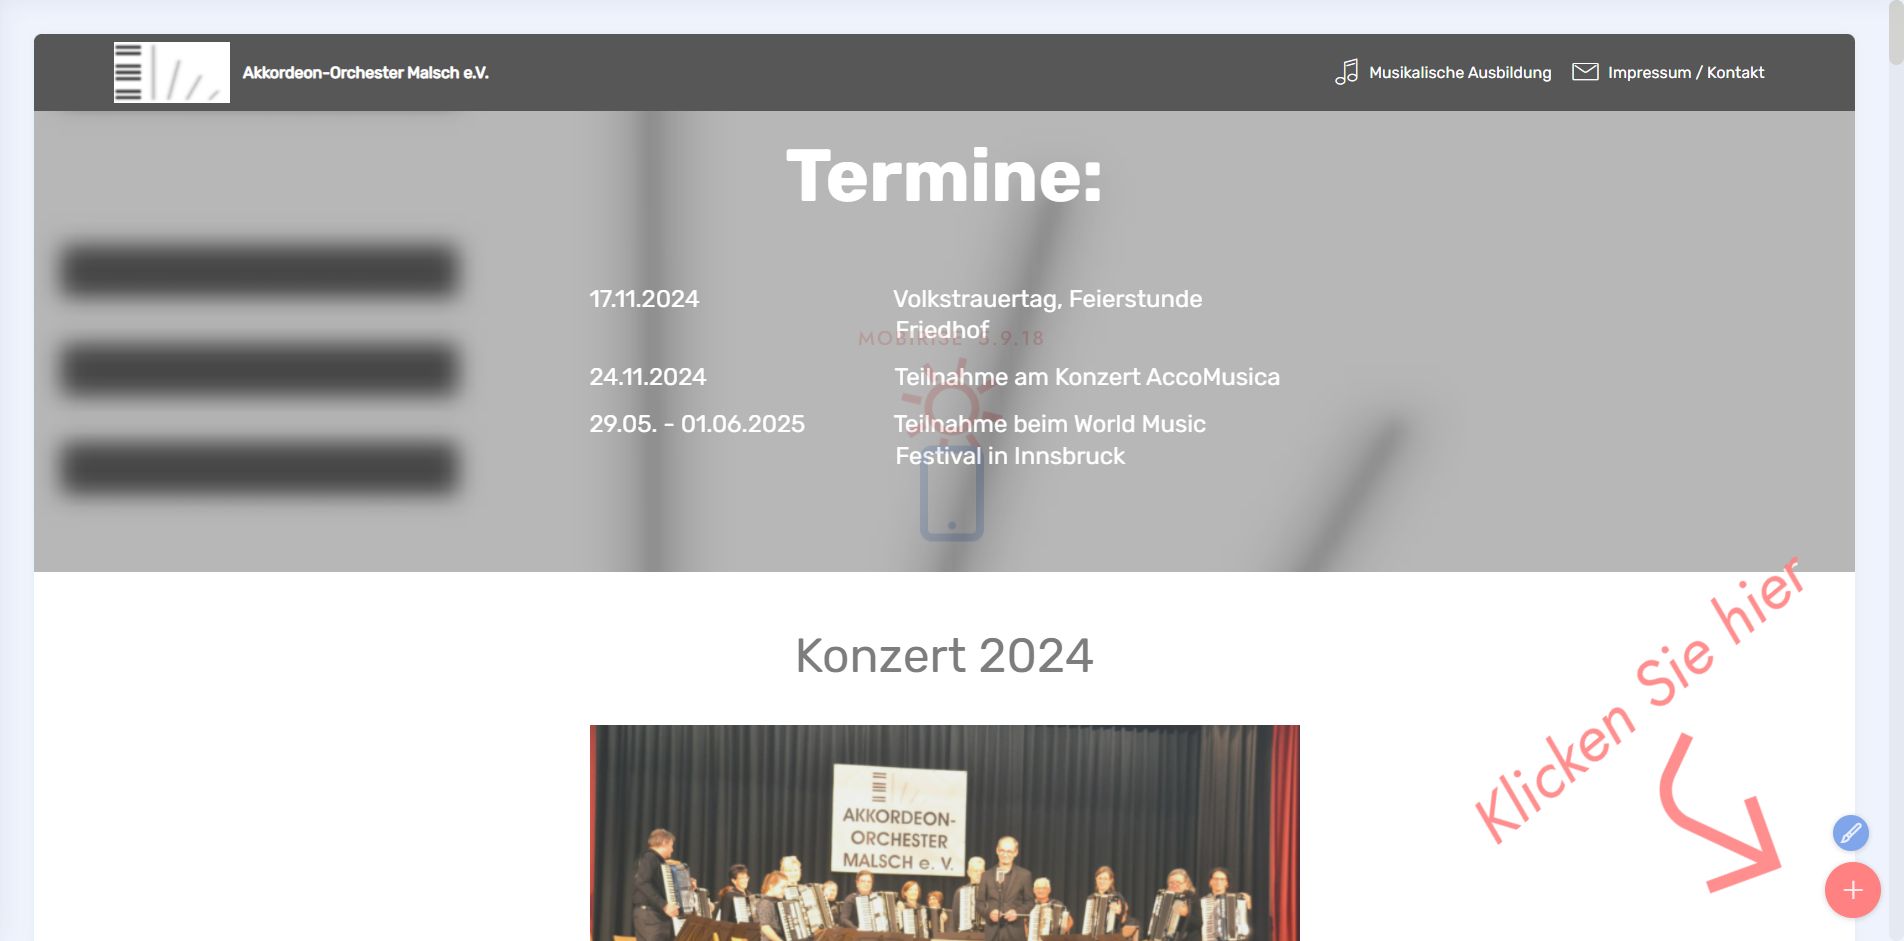 Akkordeon-Orchester Malsch e.V.
Musikalische Ausbildung
Impressum / Kontakt
Termine:
17.11.2024 Volkstrauertag, Feierstunde
Friedhof
MOBIRISE 5.9.18
24.11.2024 Teilnahme am Konzert AccoMusica
29.05. - 01.06.2025 Teilnahme beim World Music
Festival in Innsbruck
Konzert 2024
Klicken Sie hier
AKKORDEON-
ORCHESTER
MALSCH e. V.